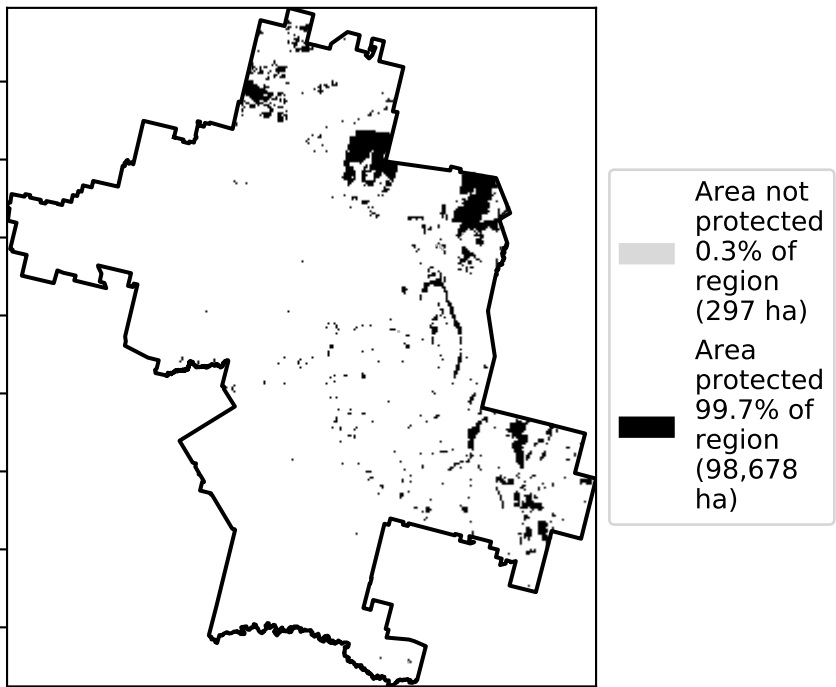 Area not
protected
0.3% of
region
(297 ha)
Area
protected
99.7% of
region
(98,678
ha)